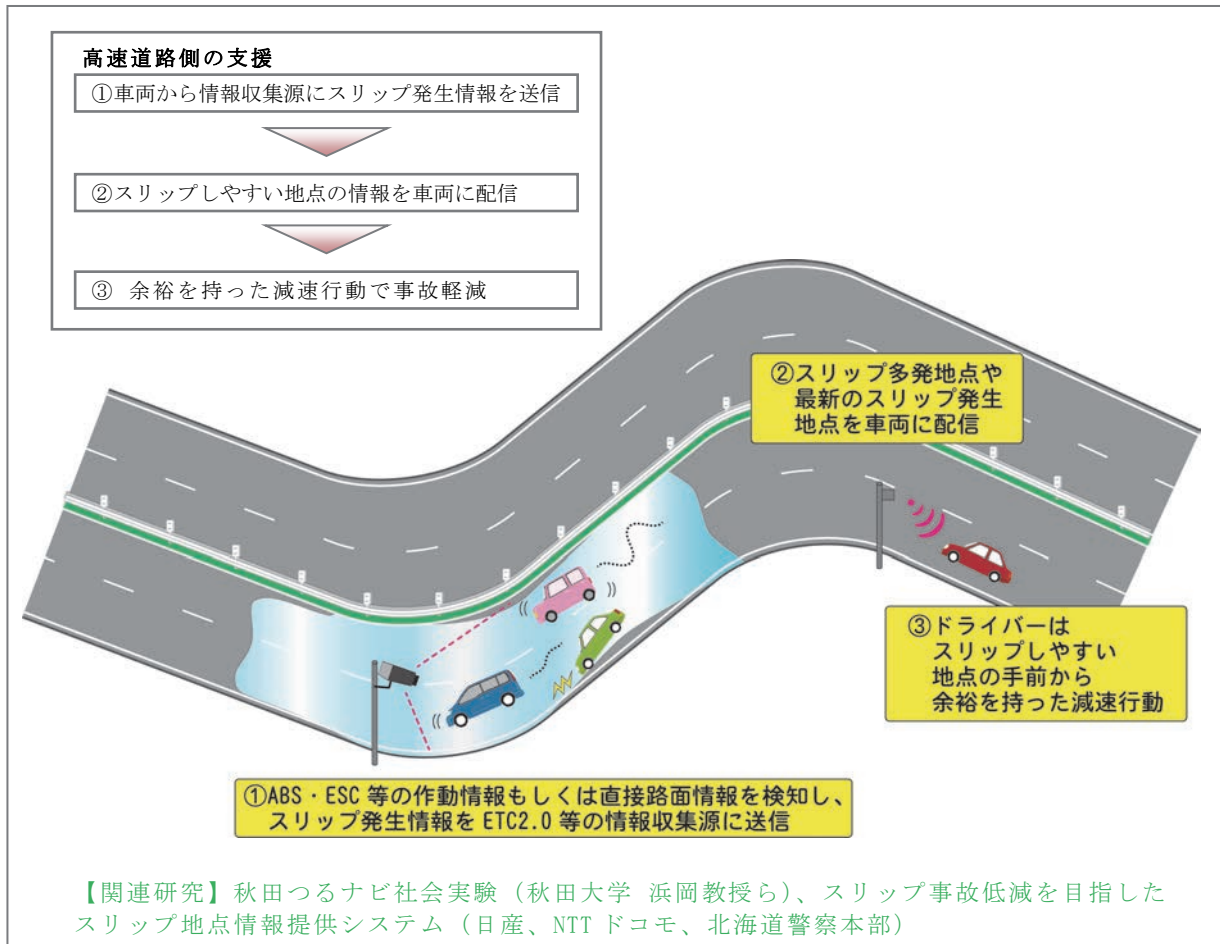 高速道路側の支援
①車両から情報収集源にスリップ発生情報を送信
②スリップしやすい地点の情報を車両に配信
③ 余裕を持った減速行動で事故軽減
②スリップ多発地点や
最新のスリップ発生
地点を車両に配信
③ドライバーは
スリップしやすい
地点の手前から
余裕を持った減速行動
①ABS・ESC 等の作動情報もしくは直接路面情報を検知し、
スリップ発生情報を ETC2.0 等の情報収集源に送信
【関連研究】秋田つるナビ社会実験（秋田大学 浜岡教授ら）、スリップ事故低減を目指した
スリップ地点情報提供システム（日産、NTT ドコモ、北海道警察本部）